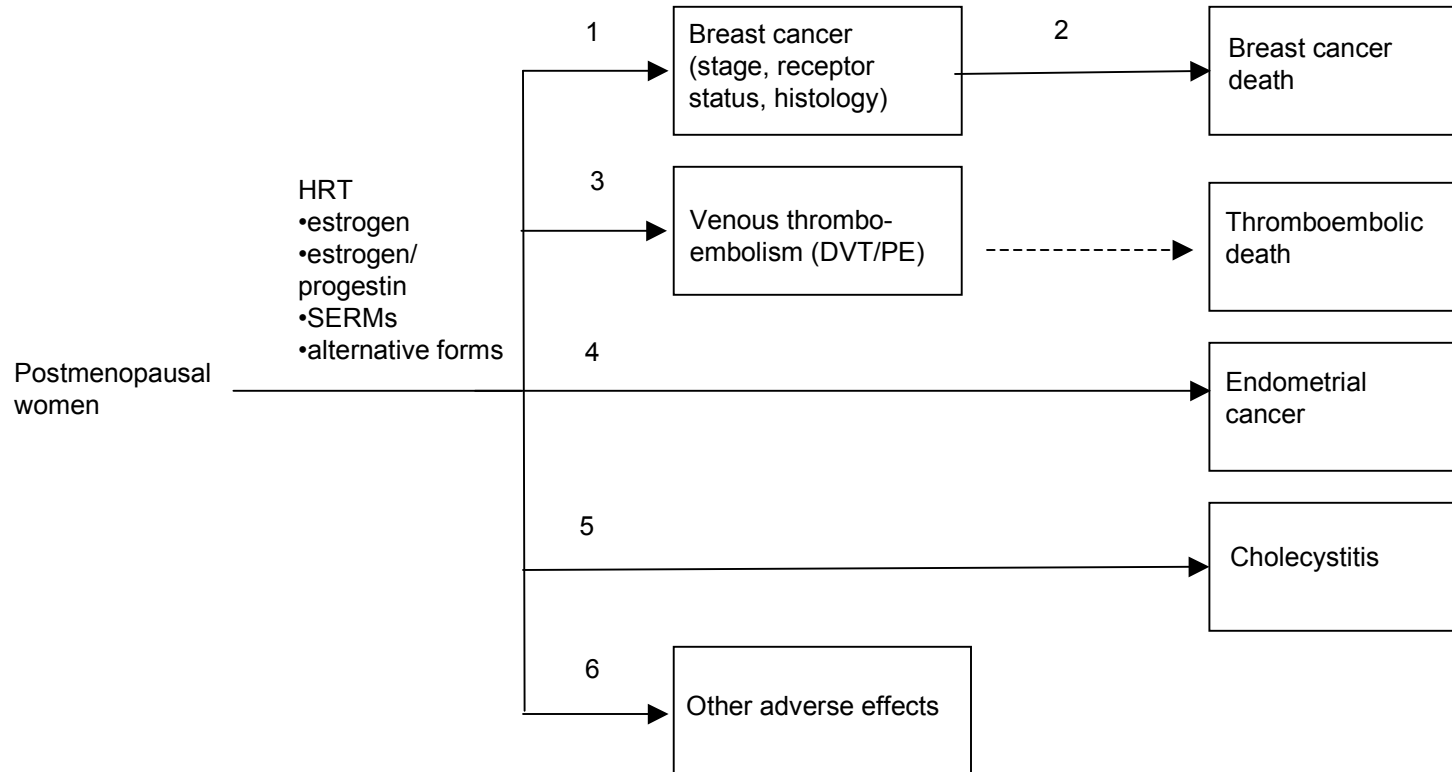 1
Breast cancer
(stage, receptor
status, histology)
2
Breast cancer
death
HRT
•estrogen
•estrogen/
progestin
•SERMs
•alternative forms
3
Venous thrombo-
embolism (DVT/PE)
Thromboembolic
death
Postmenopausal
women
4
Endometrial
cancer
5
Cholecystitis
6
Other adverse effects